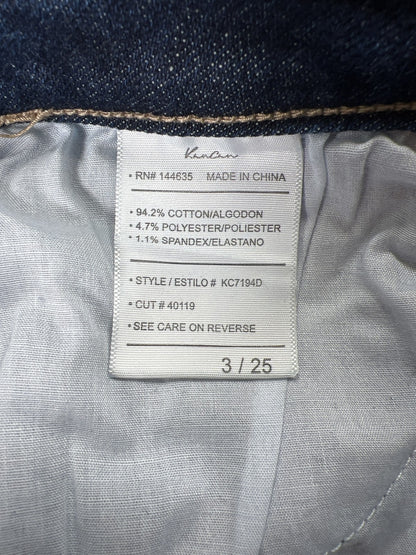 KanCan
• RN# 144635 MADE IN CHINA
• 94.2% COTTON/ALGODON
• 4.7% POLYESTER/POLIESTER
• 1.1% SPANDEX/ELASTANO
• STYLE / ESTILO # KC7194D
• CUT # 40119
• SEE CARE ON REVERSE
3 / 25